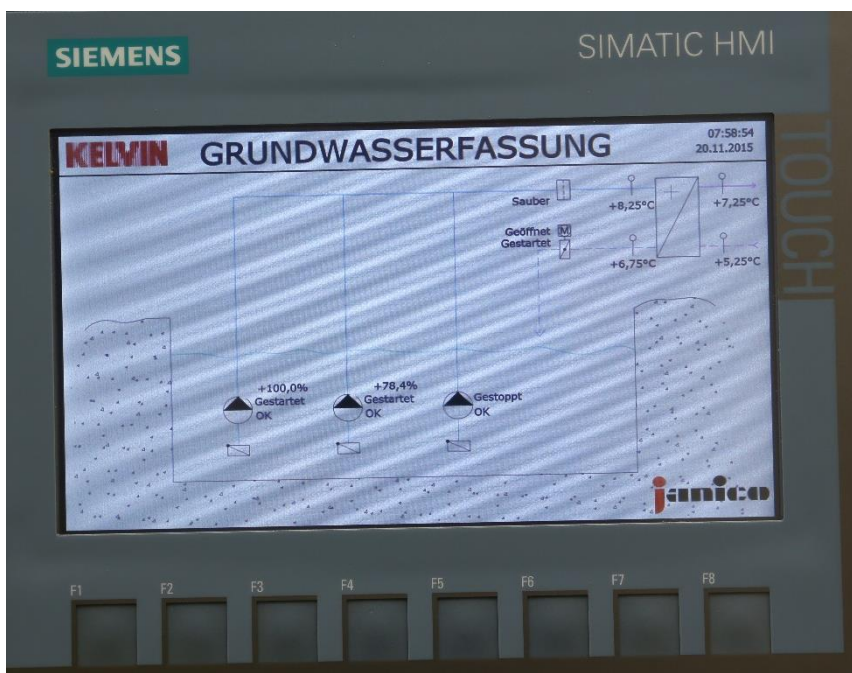 SIEMENS
SIMATIC HMI
TOUCH
KELVIN
GRUNDWASSERFASSUNG
07:58:54
20.11.2015
Sauber
+8,25°C
+7,25°C
Geöffnet M
Gestartet
+6,75°C
+5,25°C
+100,0%
Gestartet
OK
+78,4%
Gestartet
OK
Gestoppt
OK
janico
F1
F2
F3
F4
F5
F6
F7
F8